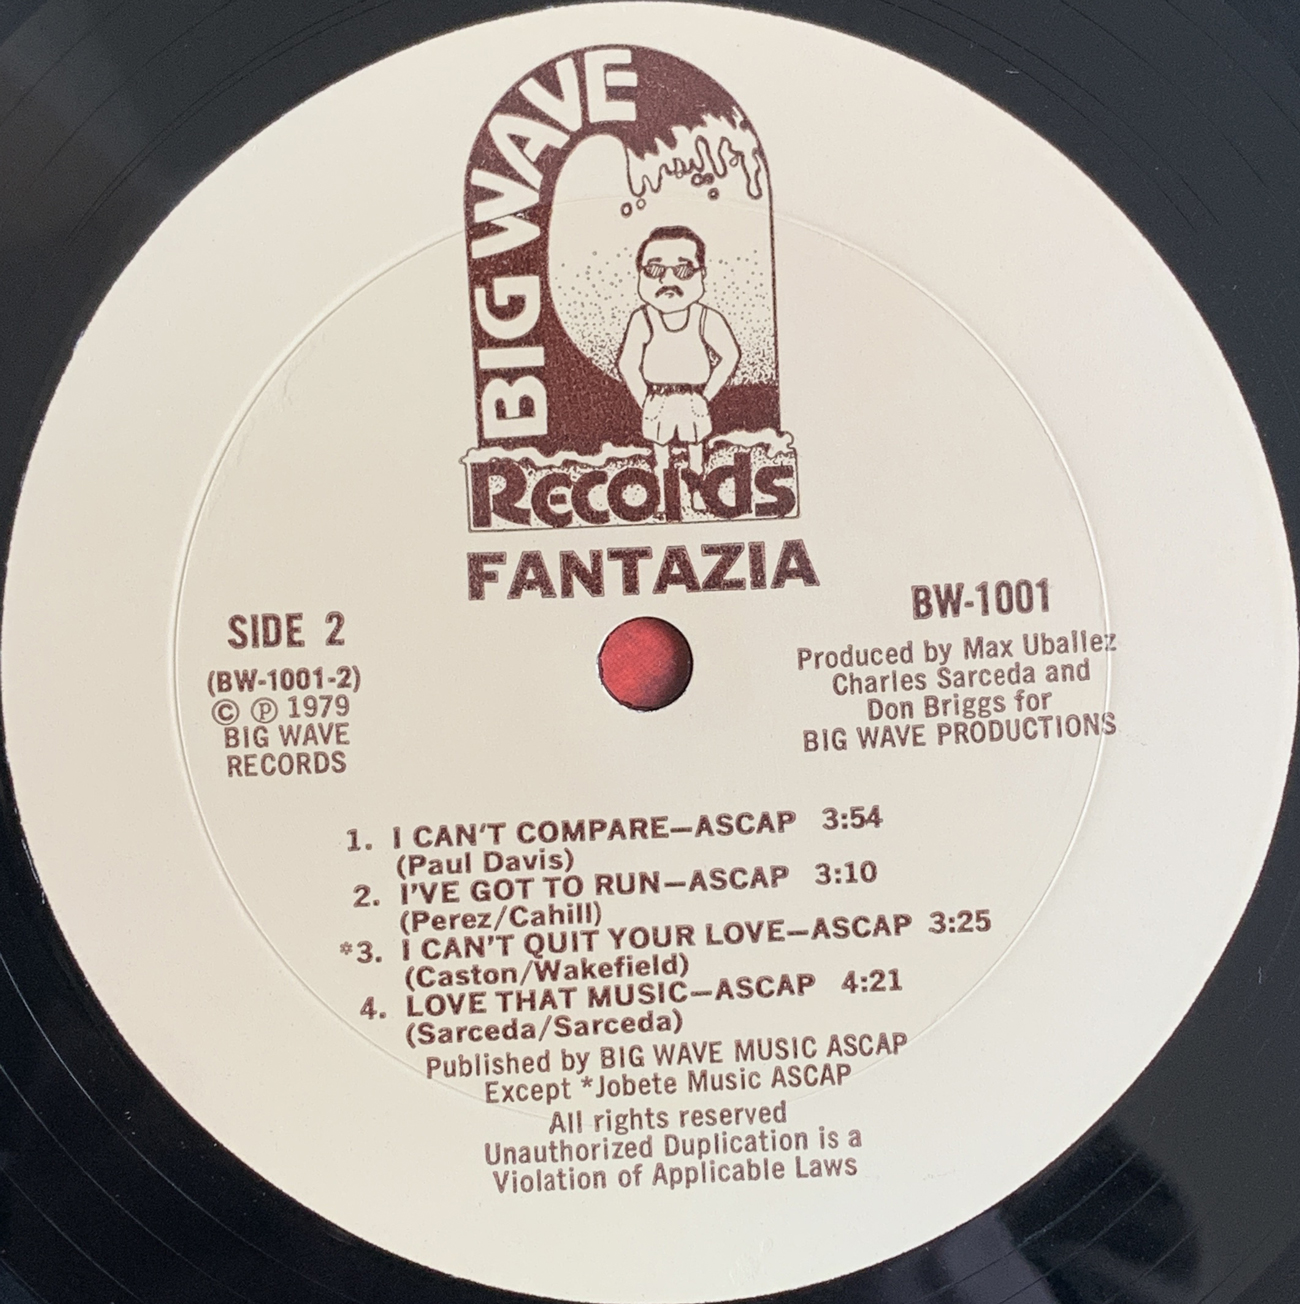 BIG WAVE
Records
FANTAZIA
SIDE 2
(BW-1001-2)
© ℗ 1979
BIG WAVE
RECORDS
BW-1001
Produced by Max Uballez
Charles Sarceda and
Don Briggs for
BIG WAVE PRODUCTIONS
1. I CAN'T COMPARE—ASCAP 3:54
(Paul Davis)
2. I'VE GOT TO RUN—ASCAP 3:10
(Perez/Cahill)
*3. I CAN'T QUIT YOUR LOVE—ASCAP 3:25
(Caston/Wakefield)
4. LOVE THAT MUSIC—ASCAP 4:21
(Sarceda/Sarceda)
Published by BIG WAVE MUSIC ASCAP
Except *Jobete Music ASCAP
All rights reserved
Unauthorized Duplication is a
Violation of Applicable Laws